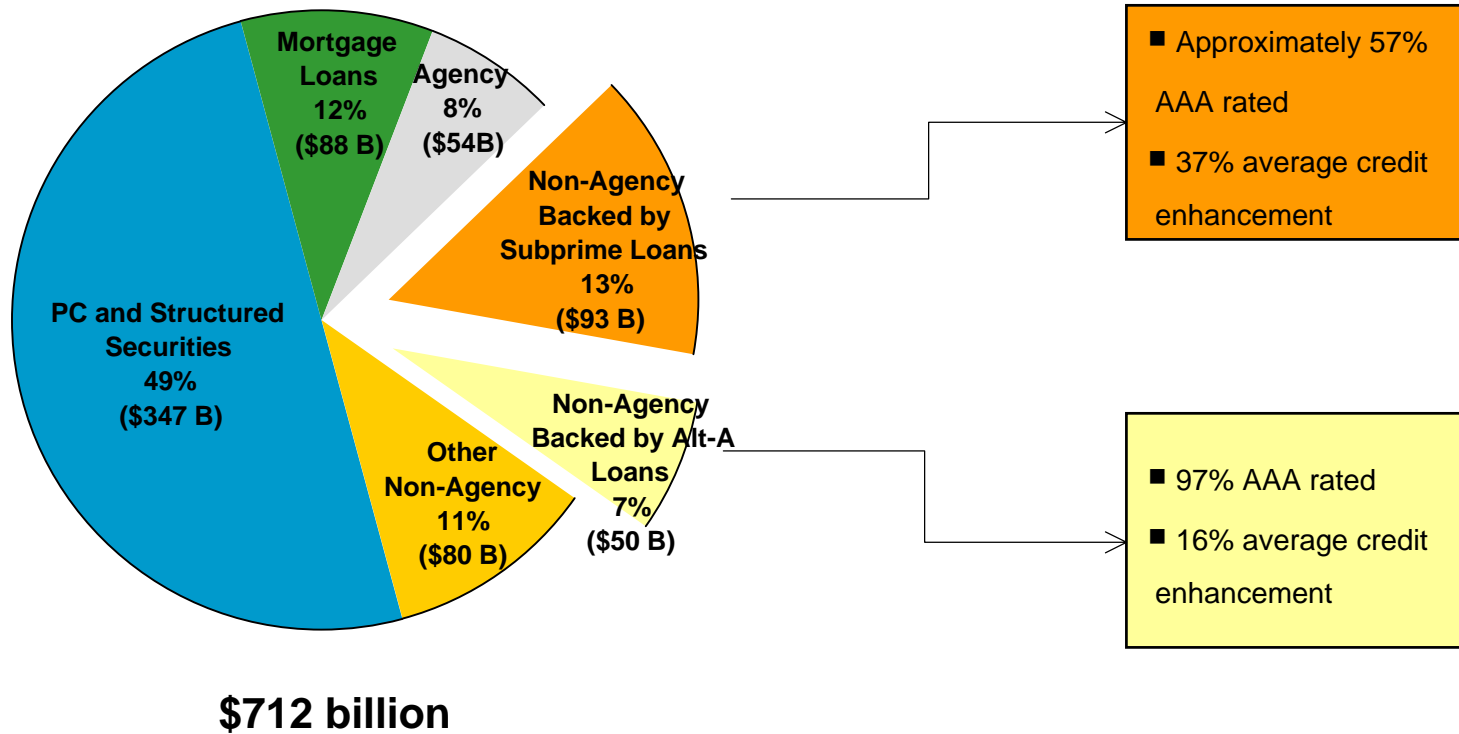 Mortgage
Loans
12%
($88 B)
Agency
8%
($54B)
Non-Agency
Backed by
Subprime Loans
13%
($93 B)
PC and Structured
Securities
49%
($347 B)
Other
Non-Agency
11%
($80 B)
Non-Agency
Backed by Alt-A
Loans
7%
($50 B)
■ Approximately 57%
AAA rated
■ 37% average credit
enhancement
■ 97% AAA rated
■ 16% average credit
enhancement
$712 billion